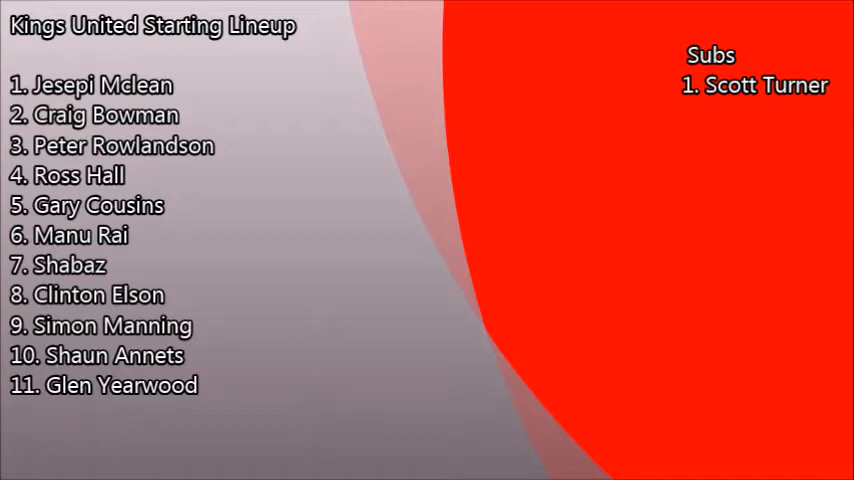 Kings United Starting Lineup
1. Jesepi Mclean
2. Craig Bowman
3. Peter Rowlandson
4. Ross Hall
5. Gary Cousins
6. Manu Rai
7. Shabaz
8. Clinton Elson
9. Simon Manning
10. Shaun Annets
11. Glen Yearwood
Subs
1. Scott Turner